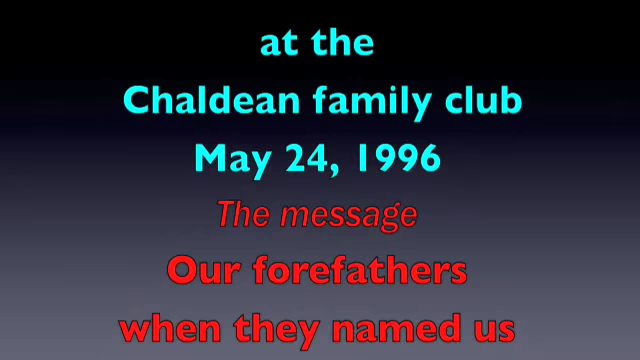 at the
Chaldean family club
May 24, 1996
The message
Our forefathers
when they named us